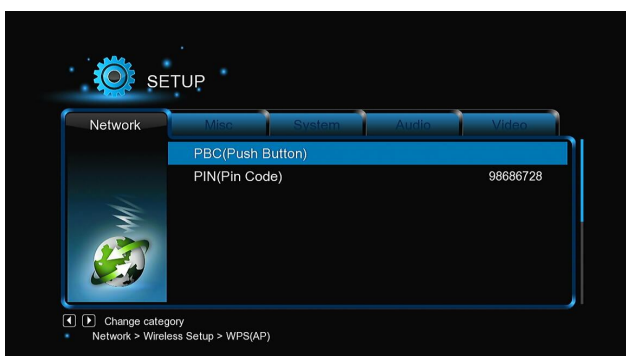 SETUP
Network Misc System Audio Video
PBC(Push Button)
PIN(Pin Code) 98686728
Change category
Network > Wireless Setup > WPS(AP)